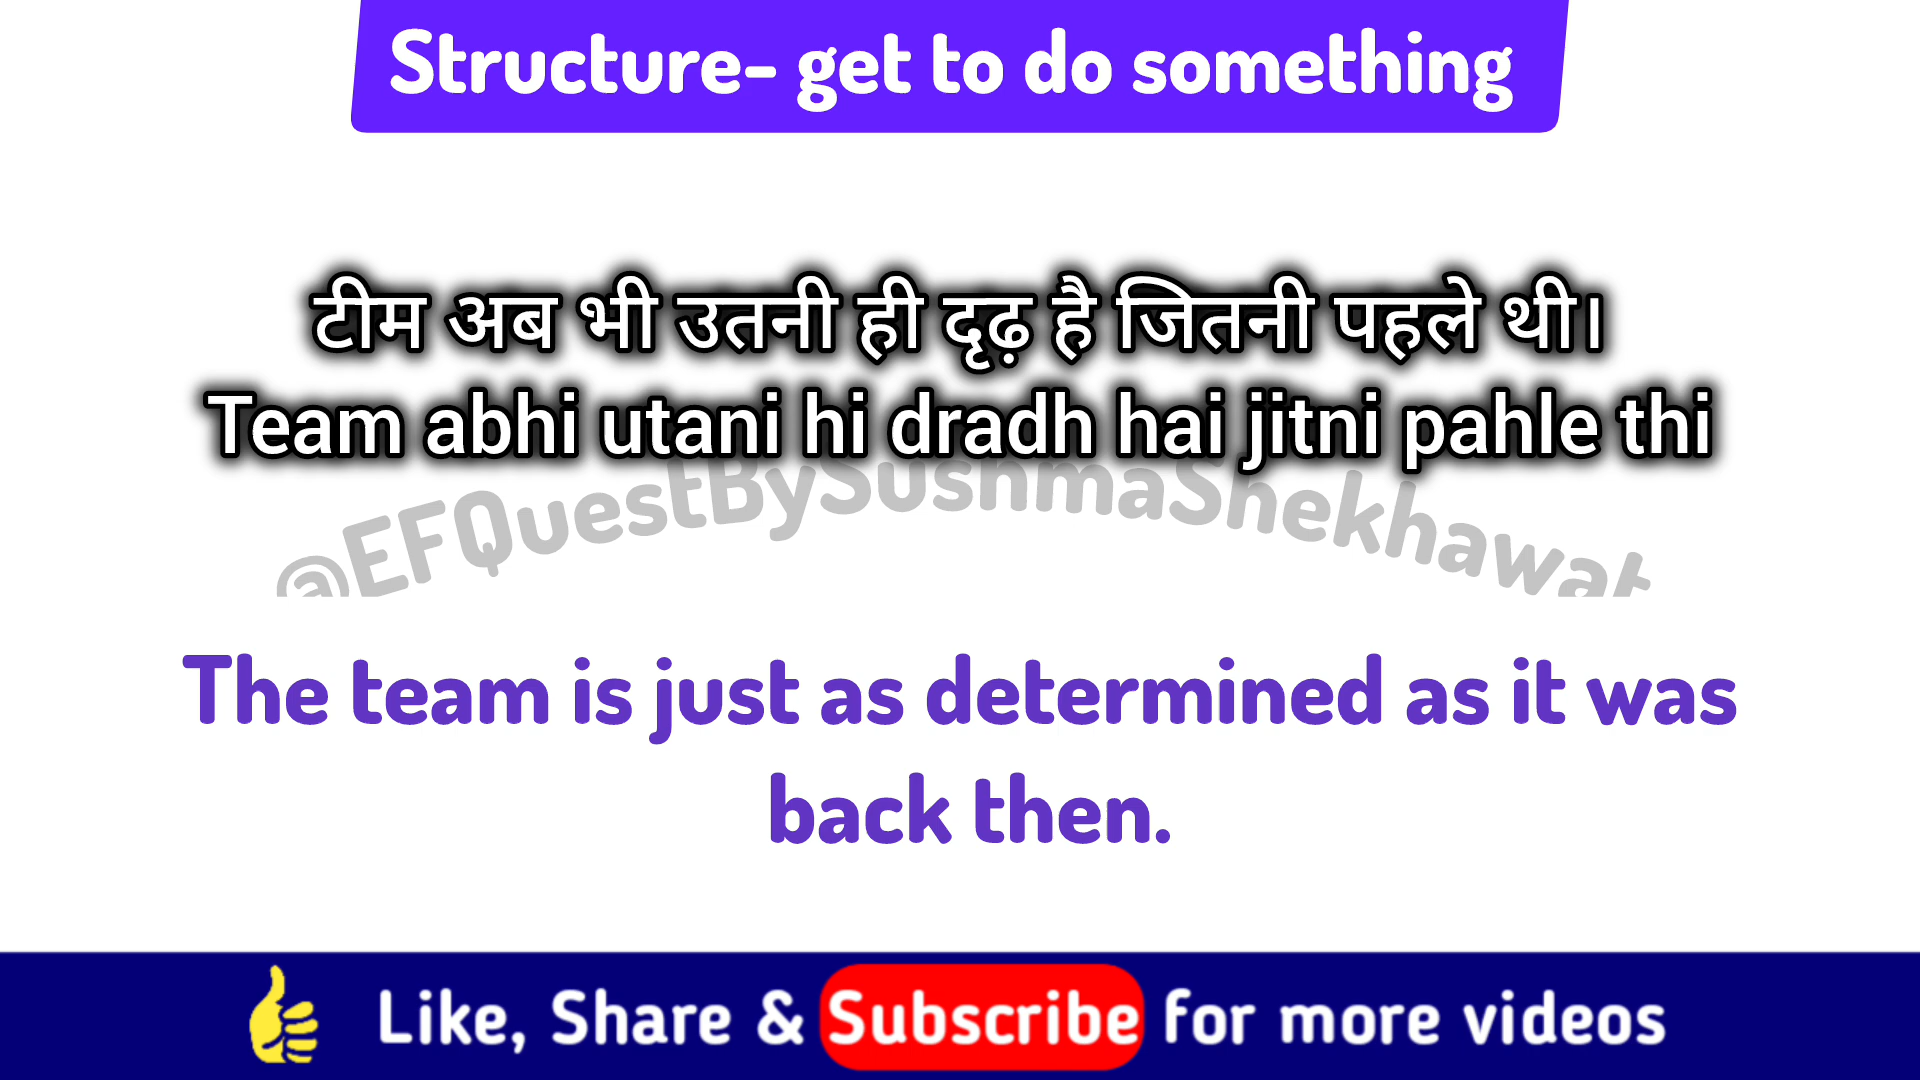 Structure- get to do something
टीम अब भी उतनी ही दृढ़ है जितनी पहले थी।
Team abhi utani hi dradh hai jitni pahle thi
@EFQuestBySushmaShekhawat
The team is just as determined as it was
back then.
Like, Share & Subscribe for more videos